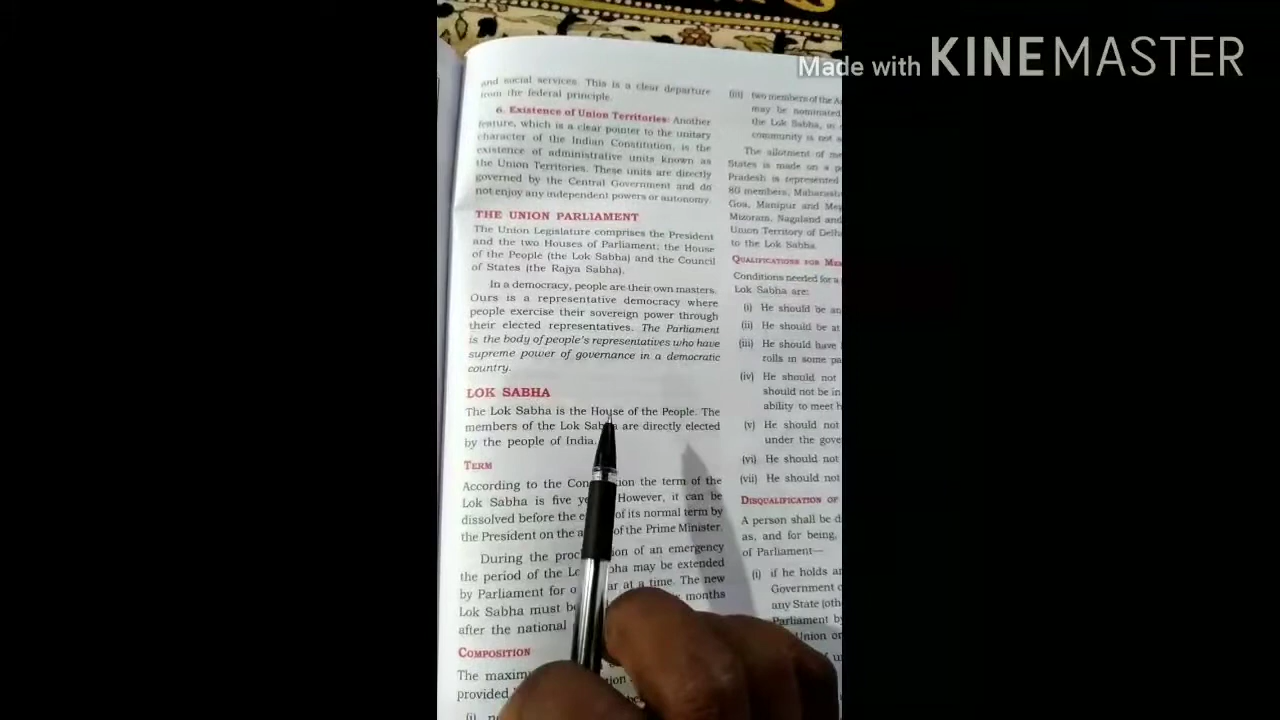 Made with KINEMASTER
and social services. This is a clear departure
from the federal principle.
6. Existence of Union Territories: Another
feature, which is a clear pointer to the unitary
character of the Indian Constitution, is the
existence of administrative units known as
the Union Territories. These units are directly
governed by the Central Government and do
not enjoy any independent powers or autonomy.
THE UNION PARLIAMENT
The Union Legislature comprises the President
and the two Houses of Parliament: the House
of the People (the Lok Sabha) and the Council
of States (the Rajya Sabha).
In a democracy, people are their own masters.
Ours is a representative democracy where
people exercise their sovereign power through
their elected representatives. The Parliament
is the body of people's representatives who have
supreme power of governance in a democratic
country.
LOK SABHA
The Lok Sabha is the House of the People. The
members of the Lok Sabha are directly elected
by the people of India.
TERM
According to the Con on the term of the
Lok Sabha is five ye However, it can be
dissolved before the e of its normal term by
the President on the a of the Prime Minister.
During the proc ion of an emergency
the period of the Lo bha may be extended
by Parliament for o ar at a time. The new
Lok Sabha must b months
after the national
COMPOSITION
The maxim tion
provided
(i)
(iii) two members of the A
may be nominated
the Lok Sabha, in
community is not a
The allotment of me
States is made on a p
Pradesh is represented
80 members, Maharash
Goa, Manipur and Meg
Mizoram, Nagaland and
Union Territory of Delh
to the Lok Sabha.
QUALIFICATIONS FOR MEM
Conditions needed for a
Lok Sabha are:
(i) He should be an
(ii) He should be at
(iii) He should have
rolls in some pa
(iv) He should not
should not be in
ability to meet h
(v) He should not
under the gove
(vi) He should not
(vii) He should not
DISQUALIFICATION OF
A person shall be d
as, and for being,
of Parliament—
(i) if he holds an
Government o
any State (oth
Parliament by
Union or